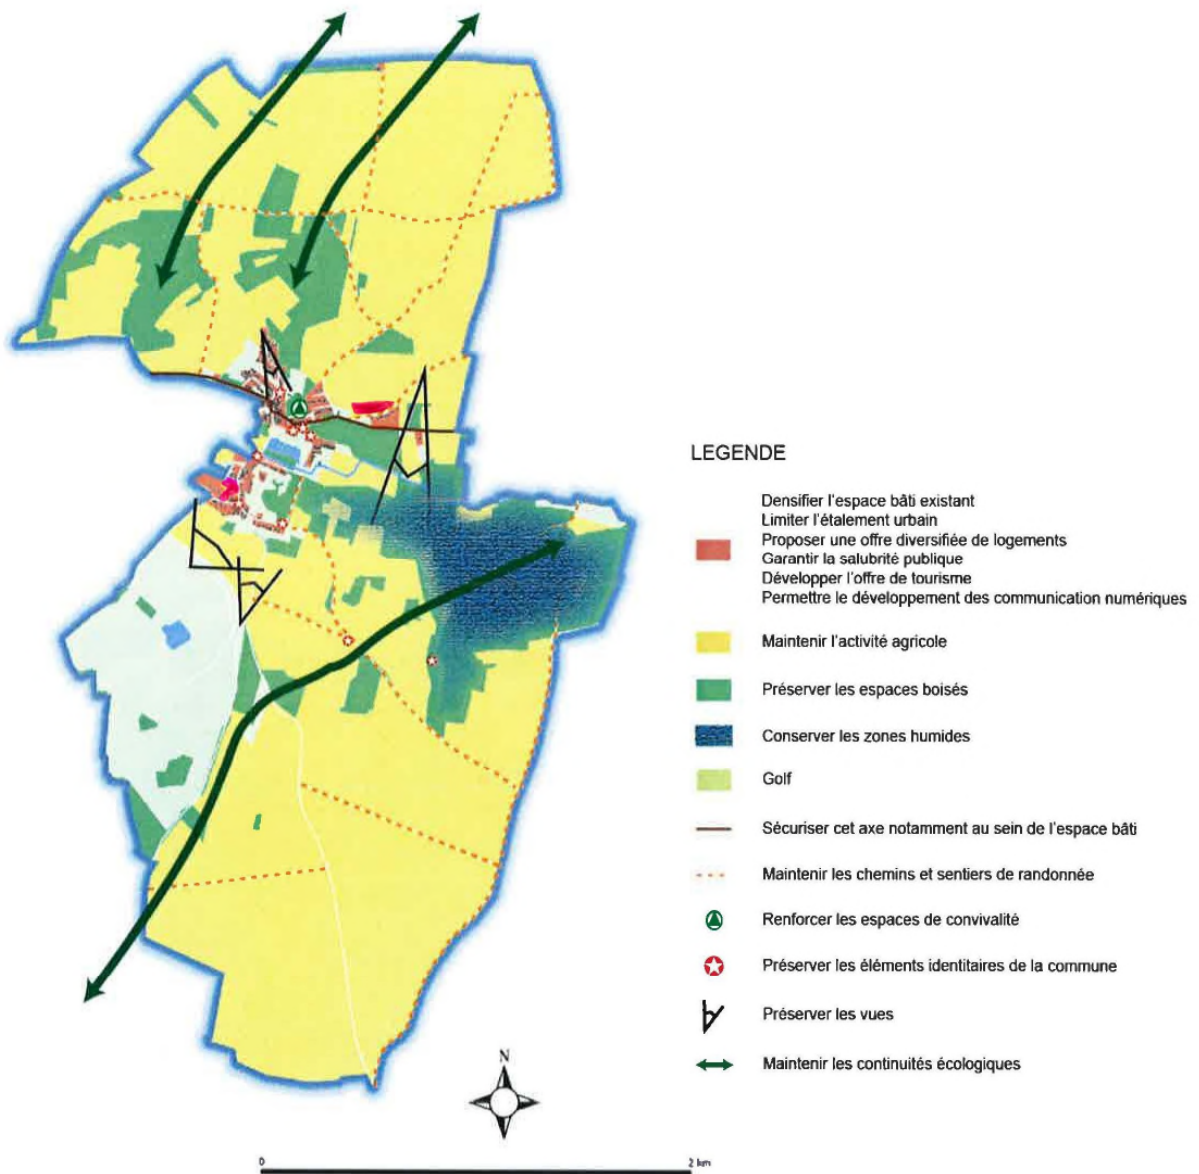 LEGENDE
Densifier l'espace bâti existant
Limiter l'étalement urbain
Proposer une offre diversifiée de logements
Garantir la salubrité publique
Développer l'offre de tourisme
Permettre le développement des communication numériques
Maintenir l'activité agricole
Préserver les espaces boisés
Conserver les zones humides
Golf
Sécuriser cet axe notamment au sein de l'espace bâti
Maintenir les chemins et sentiers de randonnée
Renforcer les espaces de convivalité
Préserver les éléments identitaires de la commune
Préserver les vues
Maintenir les continuités écologiques
N
0 2 km